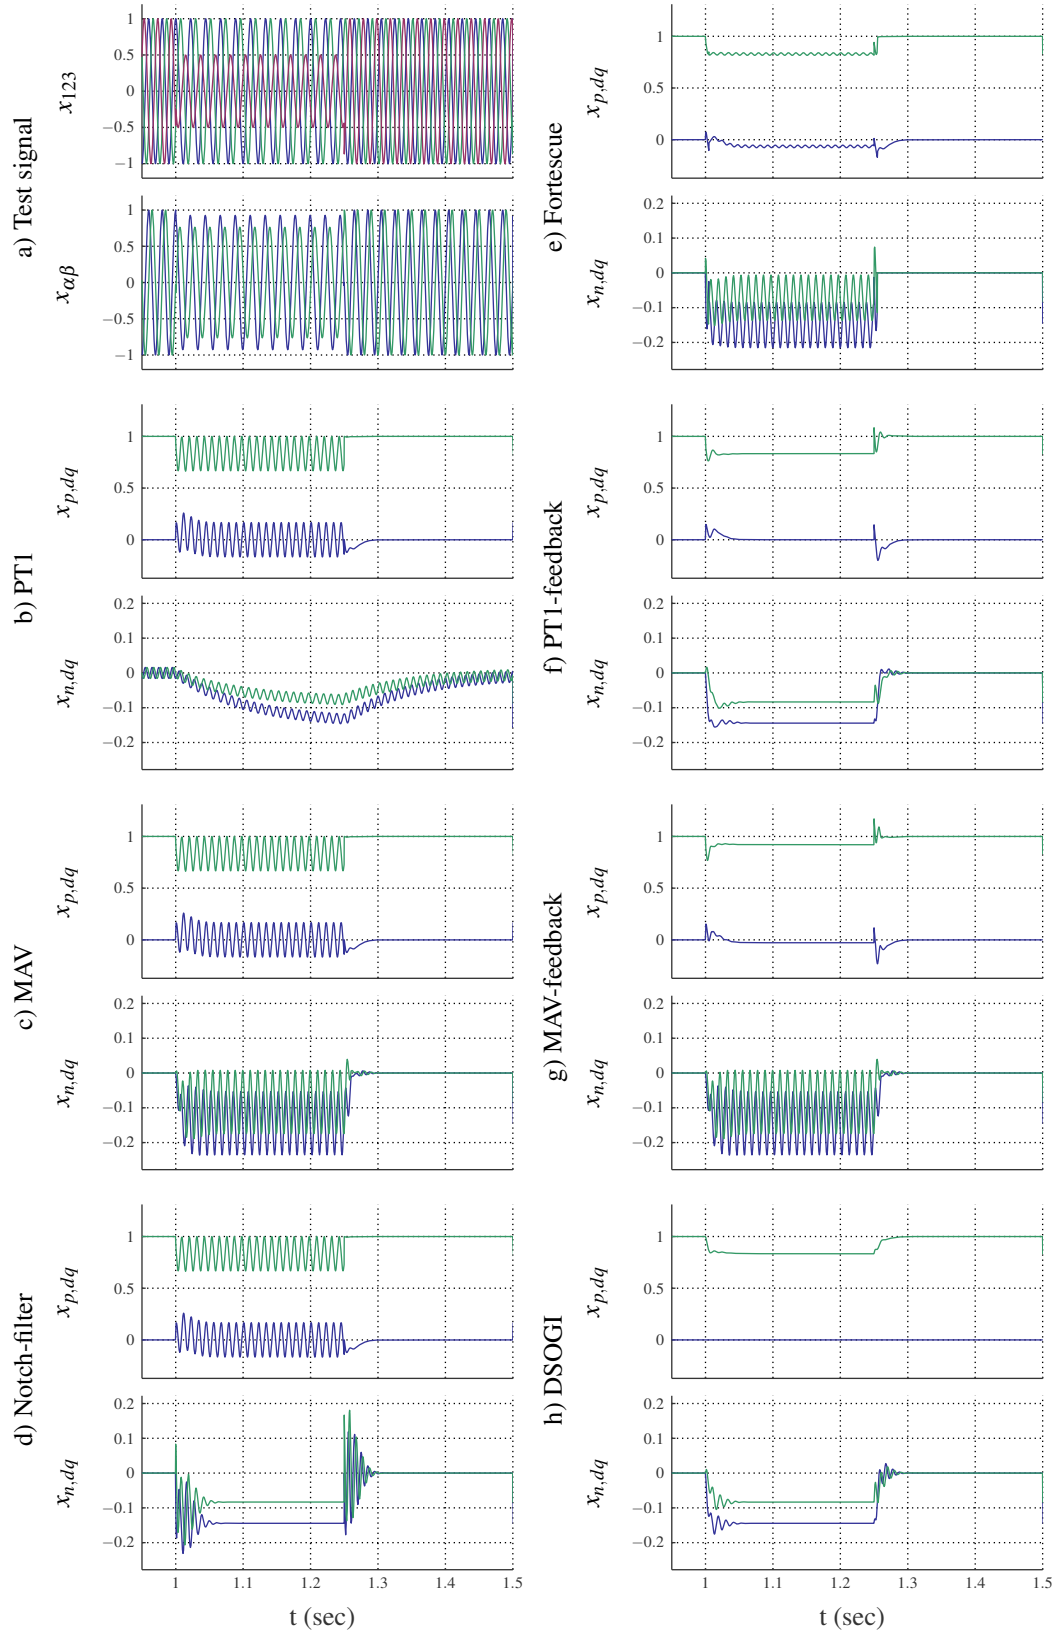 a) Test signal
x123
1
0.5
0
−0.5
−1
xαβ
1
0.5
0
−0.5
−1
b) PT1
xp,dq
1
0.5
0
xn,dq
0.2
0.1
0
−0.1
−0.2
c) MAV
xp,dq
1
0.5
0
xn,dq
0.2
0.1
0
−0.1
−0.2
d) Notch-filter
xp,dq
1
0.5
0
xn,dq
0.2
0.1
0
−0.1
−0.2
1 1.1 1.2 1.3 1.4 1.5
t (sec)
e) Fortescue
xp,dq
1
0.5
0
xn,dq
0.2
0.1
0
−0.1
−0.2
f) PT1-feedback
xp,dq
1
0.5
0
xn,dq
0.2
0.1
0
−0.1
−0.2
g) MAV-feedback
xp,dq
1
0.5
0
xn,dq
0.2
0.1
0
−0.1
−0.2
h) DSOGI
xp,dq
1
0.5
0
xn,dq
0.2
0.1
0
−0.1
−0.2
1 1.1 1.2 1.3 1.4 1.5
t (sec)